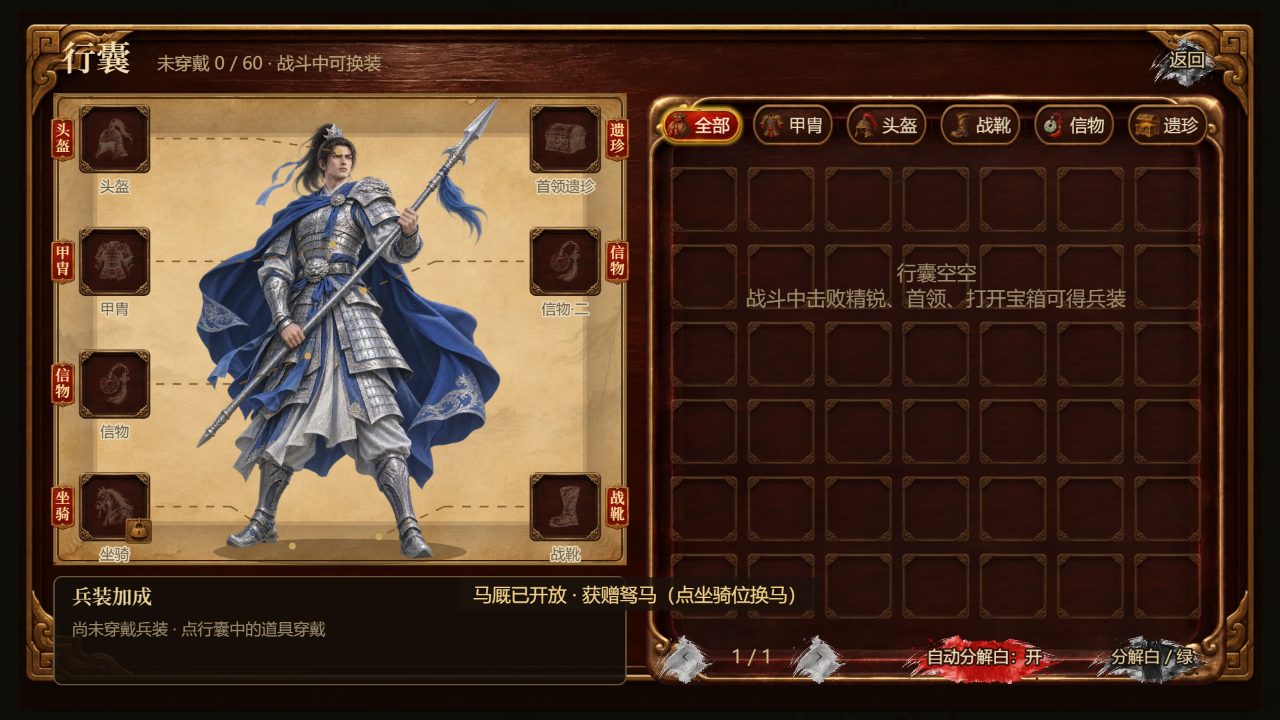 行囊
未穿戴 0 / 60 · 战斗中可换装
返回
头盔
头盔
甲胄
甲胄
信物
信物
坐骑
坐骑
遗珍
首领遗珍
信物
信物·二
战靴
战靴
全部
甲胄
头盔
战靴
信物
遗珍
行囊空空
战斗中击败精锐、首领、打开宝箱可得兵装
兵装加成
尚未穿戴兵装 · 点行囊中的道具穿戴
马厩已开放 · 获赠驽马（点坐骑位换马）
1 / 1
自动分解白：开
分解白 / 绿